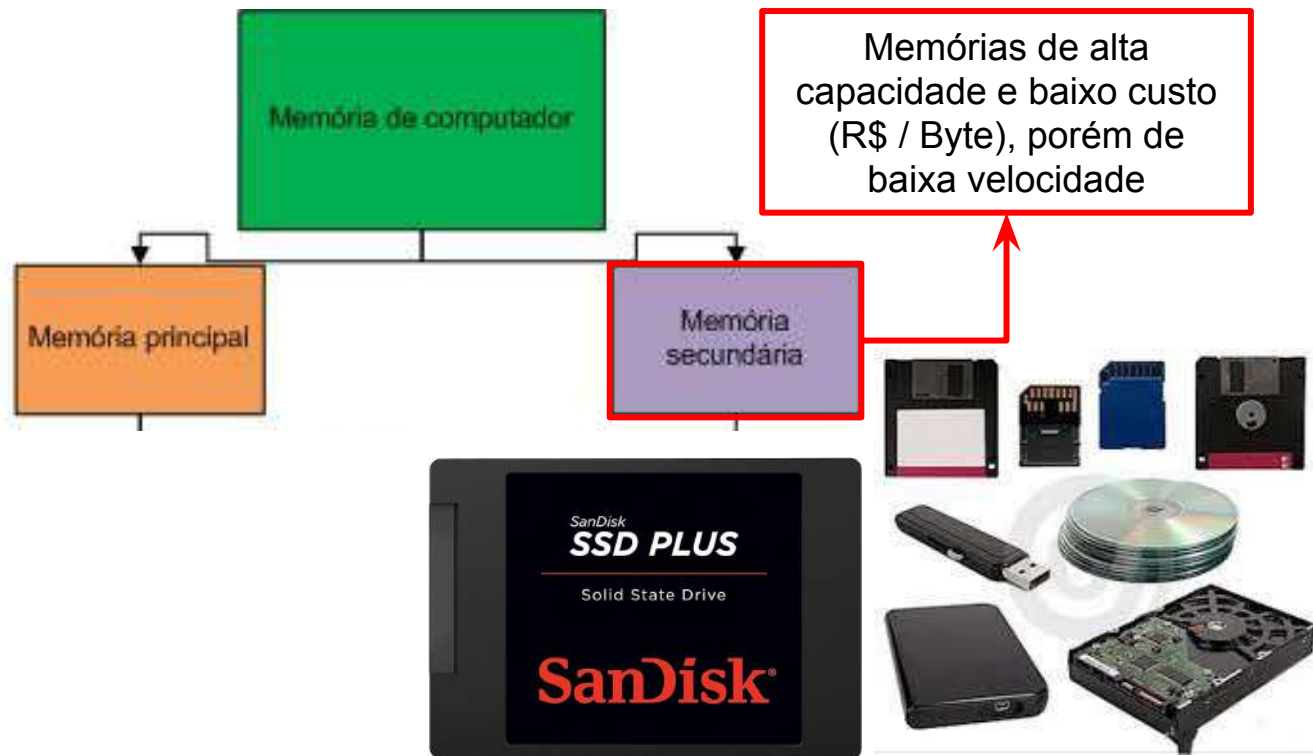 Memória de computador
Memórias de alta
capacidade e baixo custo
(R$ / Byte), porém de
baixa velocidade
Memória principal
Memória
secundária
SanDisk
SSD PLUS
Solid State Drive
SanDisk